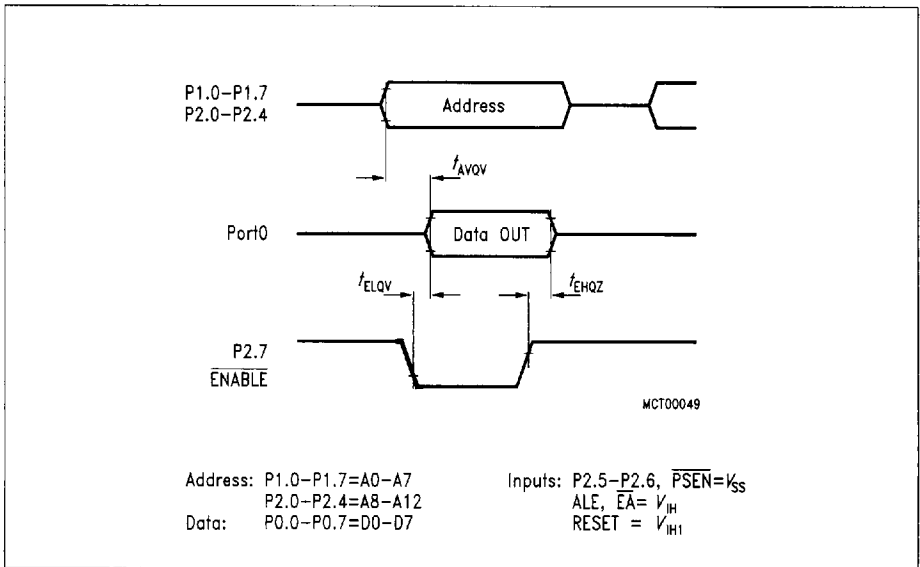 P1.0–P1.7
P2.0–P2.4
Address
tAVQV
Port0
Data OUT
tELQV
tEHQZ
P2.7
ENABLE
MCT00049
Address: P1.0–P1.7=A0–A7
P2.0–P2.4=A8–A12
Data: P0.0–P0.7=D0–D7
Inputs: P2.5–P2.6, PSEN=VSS
ALE, EA= VIH
RESET = VIH1